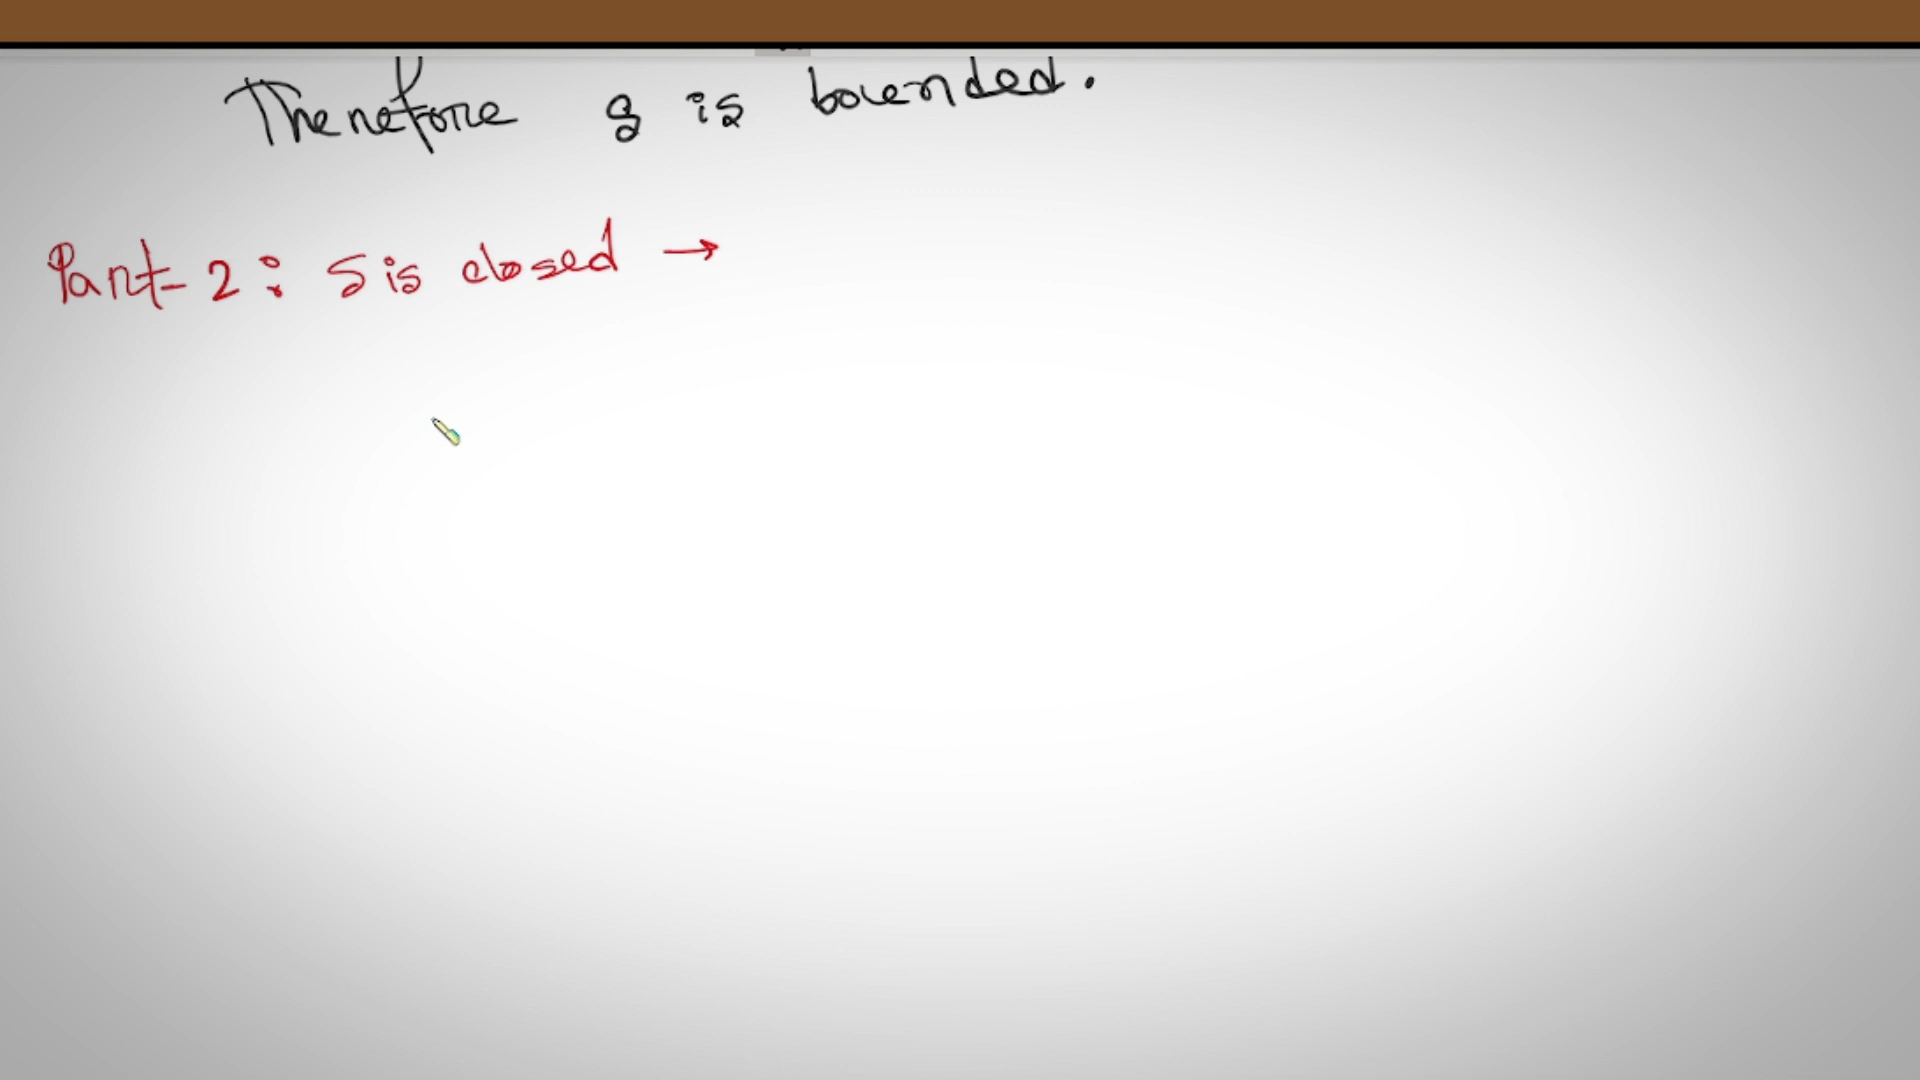 Therefore S is bounded.
Part-2: S is closed →